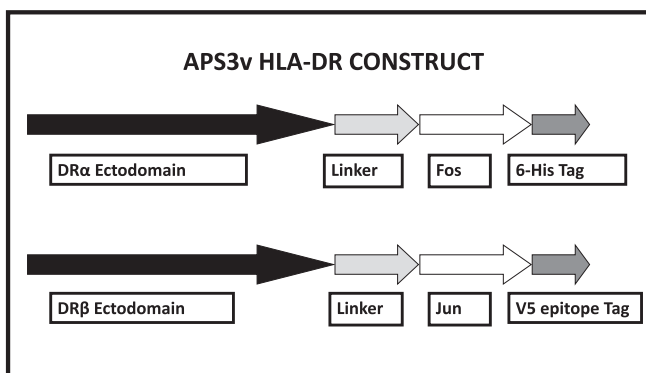 APS3v HLA-DR CONSTRUCT
DRα Ectodomain
Linker
Fos
6-His Tag
DRβ Ectodomain
Linker
Jun
V5 epitope Tag